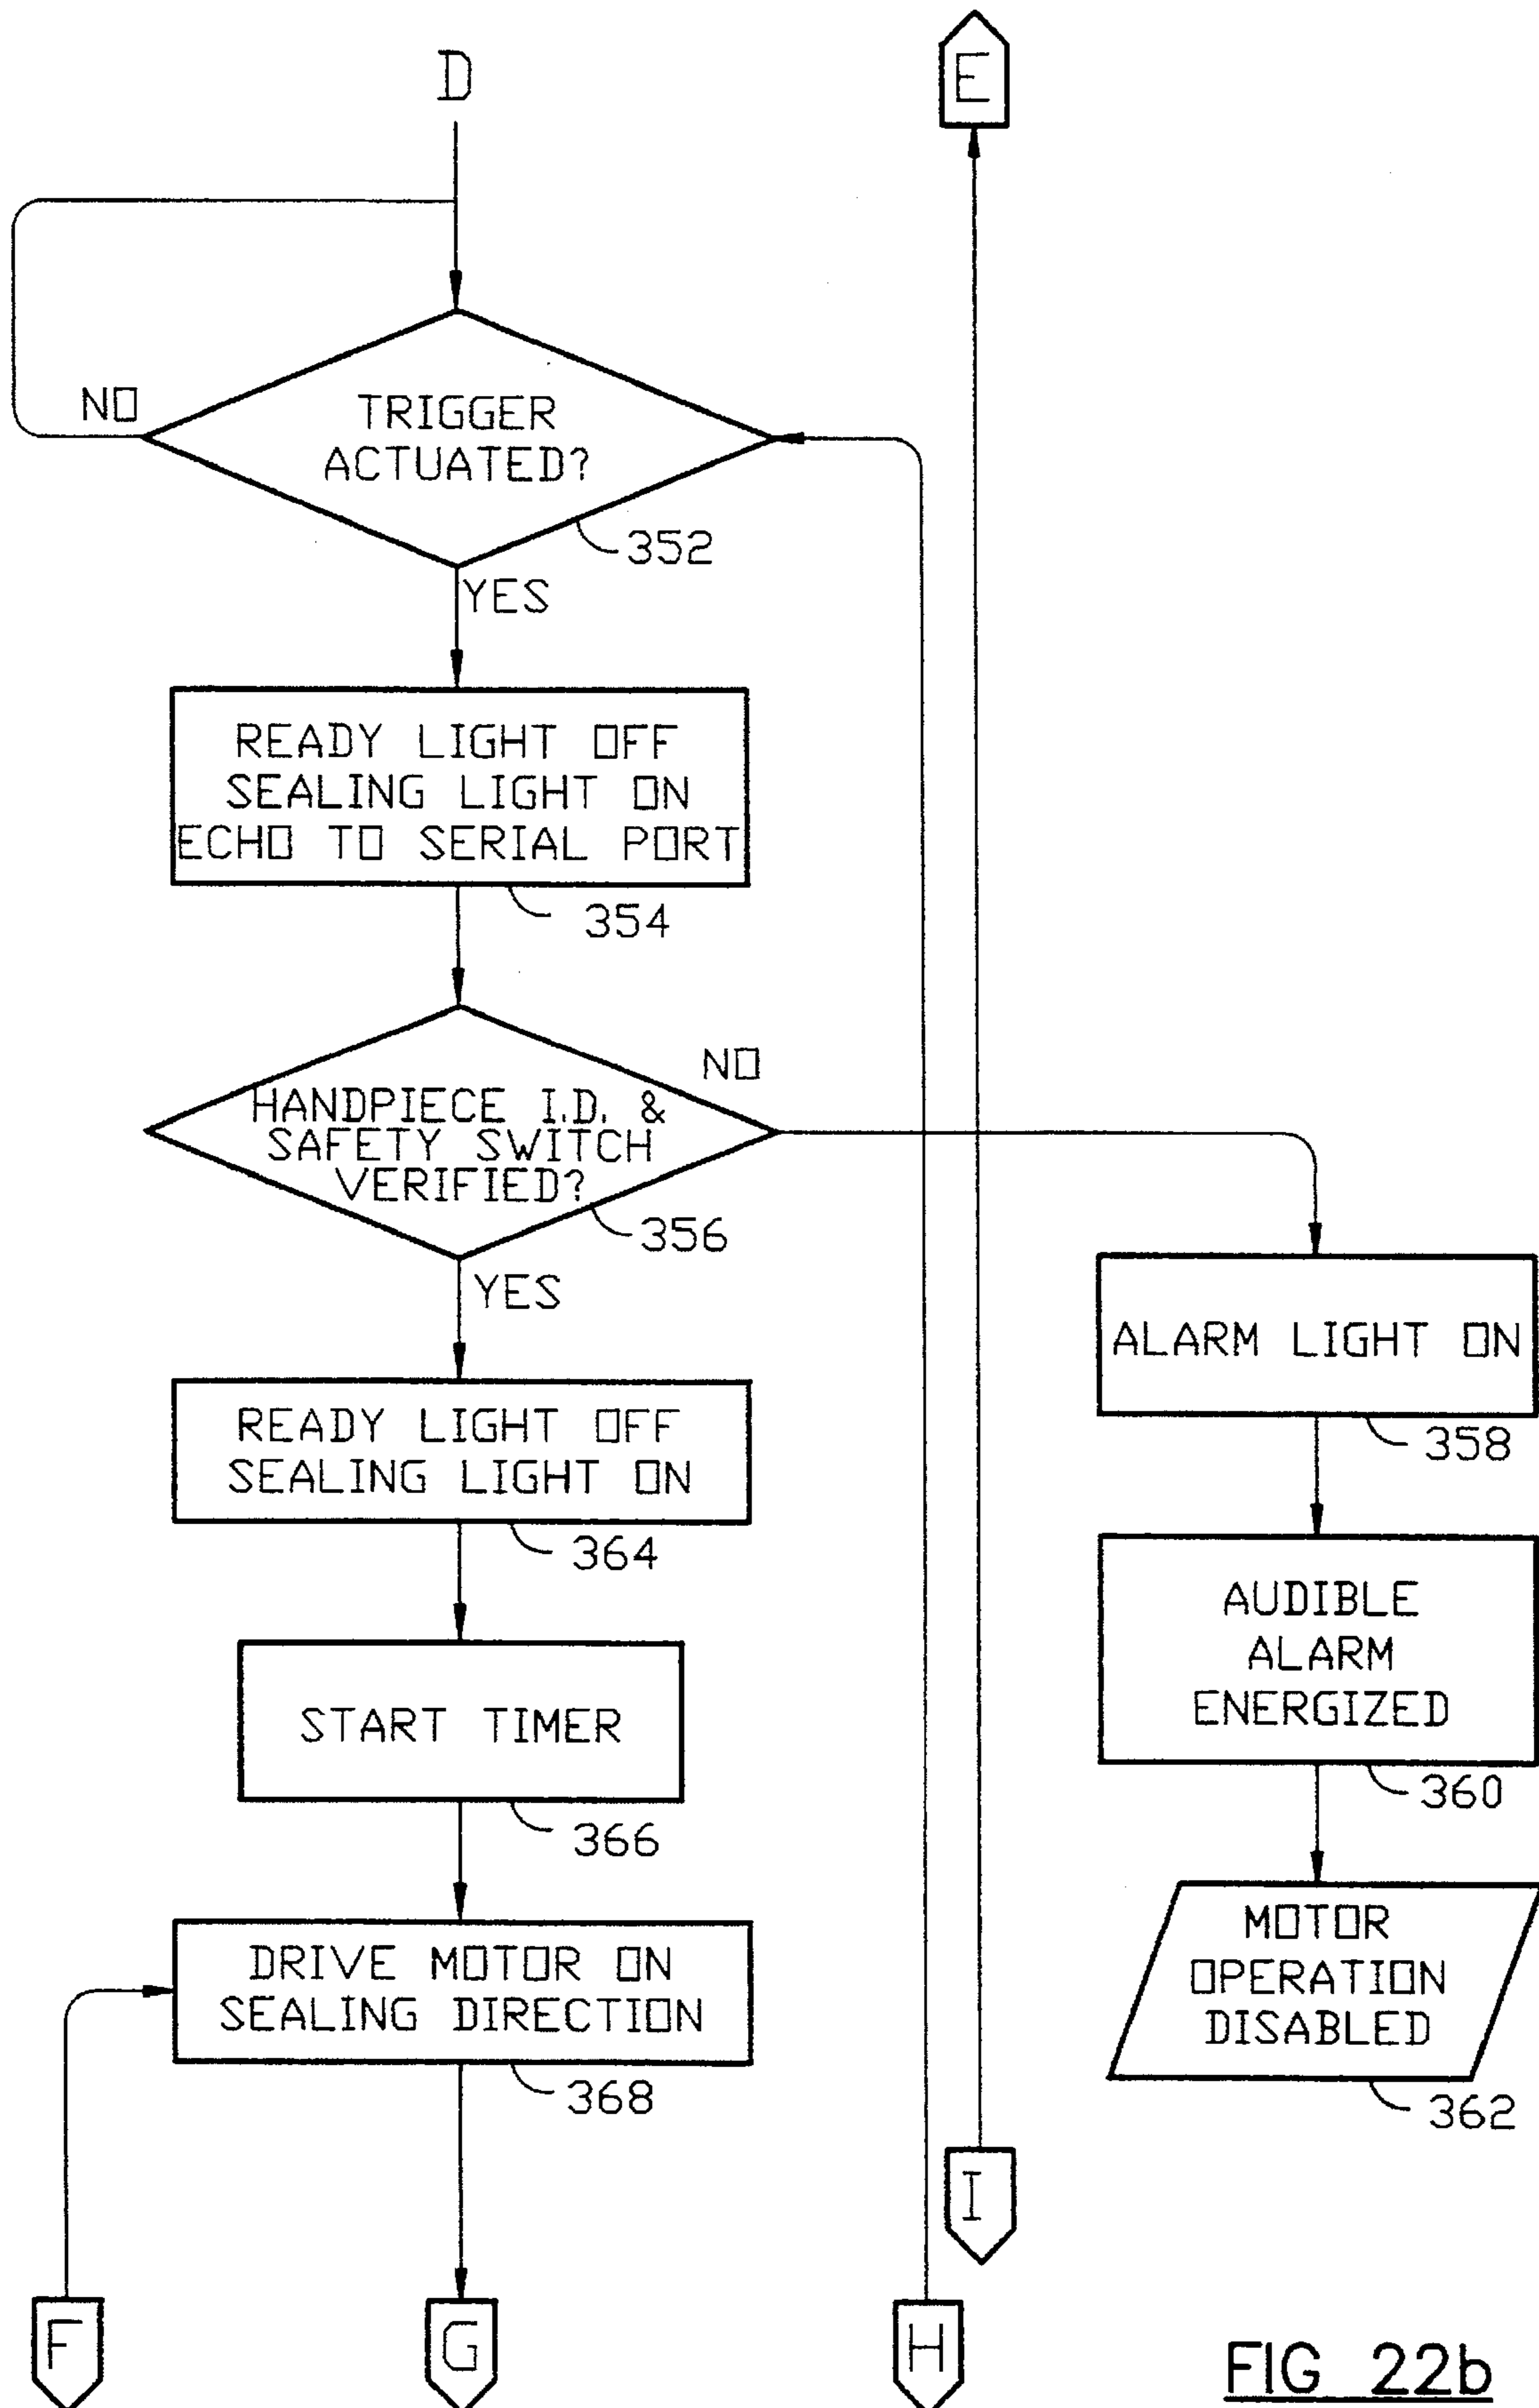 D
E
NO
TRIGGER
ACTUATED?
352
YES
READY LIGHT OFF
SEALING LIGHT ON
ECHO TO SERIAL PORT
354
NO
HANDPIECE I.D. &
SAFETY SWITCH
VERIFIED?
356
YES
ALARM LIGHT ON
358
READY LIGHT OFF
SEALING LIGHT ON
364
AUDIBLE
ALARM
ENERGIZED
360
START TIMER
366
MOTOR
OPERATION
DISABLED
362
DRIVE MOTOR ON
SEALING DIRECTION
368
I
F
G
H
FIG 22b